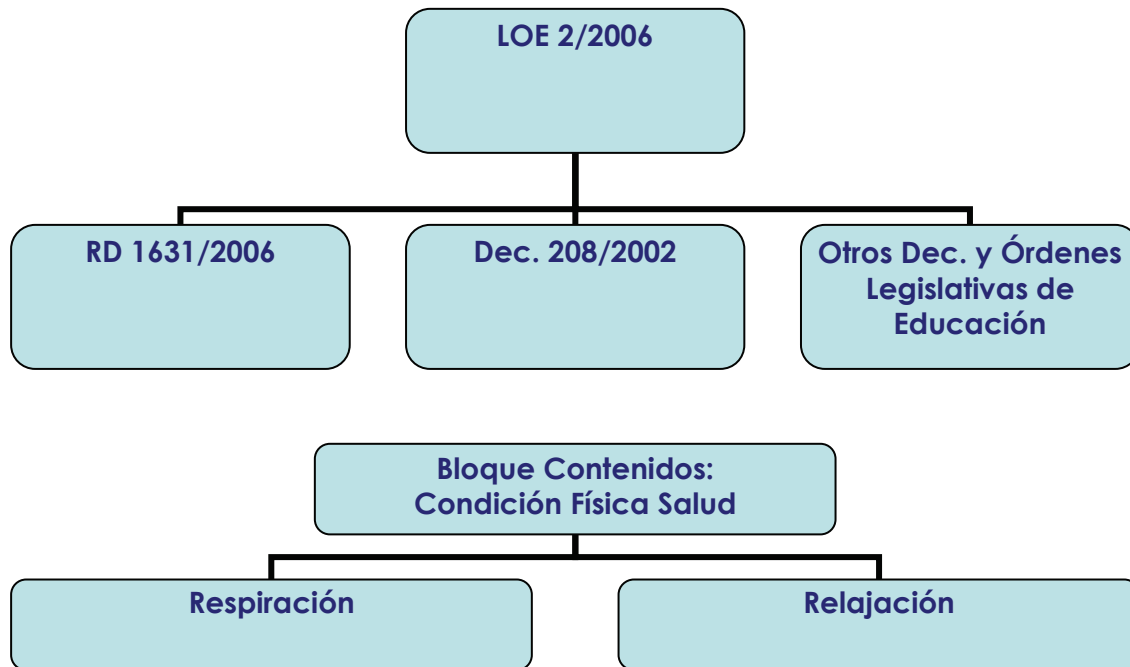 LOE 2/2006
RD 1631/2006
Dec. 208/2002
Otros Dec. y Órdenes
Legislativas de
Educación
Bloque Contenidos:
Condición Física Salud
Respiración
Relajación